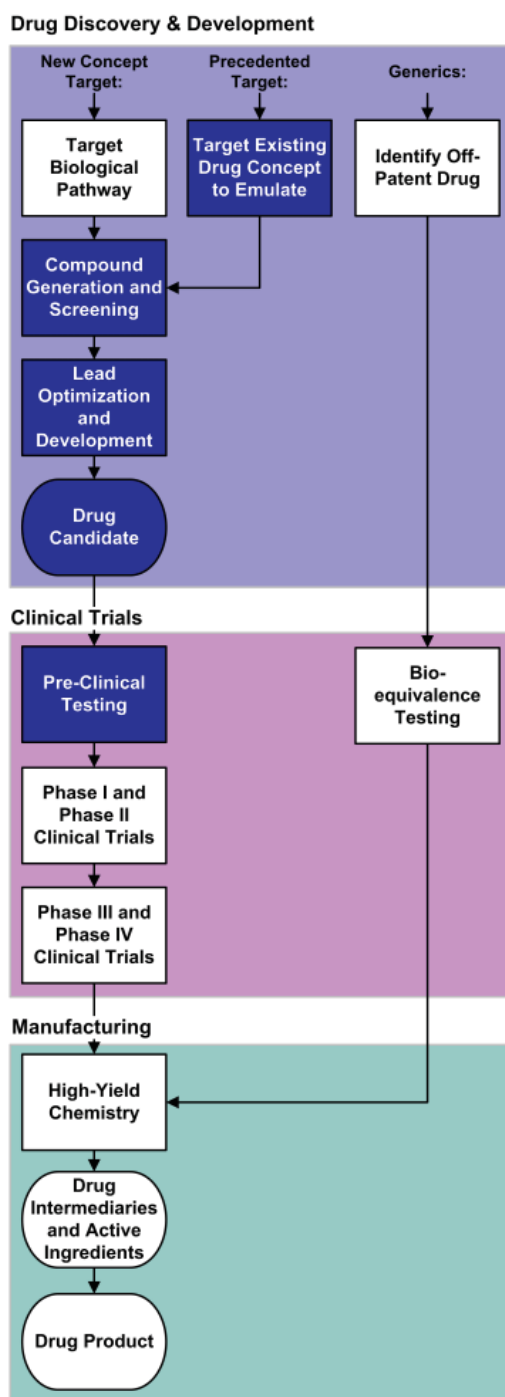 Drug Discovery & Development
New Concept
Target:
Precedented
Target:
Generics:
Target
Biological
Pathway
Target Existing
Drug Concept
to Emulate
Identify Off-
Patent Drug
Compound
Generation and
Screening
Lead
Optimization
and
Development
Drug
Candidate
Clinical Trials
Pre-Clinical
Testing
Bio-
equivalence
Testing
Phase I and
Phase II
Clinical Trials
Phase III and
Phase IV
Clinical Trials
Manufacturing
High-Yield
Chemistry
Drug
Intermediaries
and Active
Ingredients
Drug Product